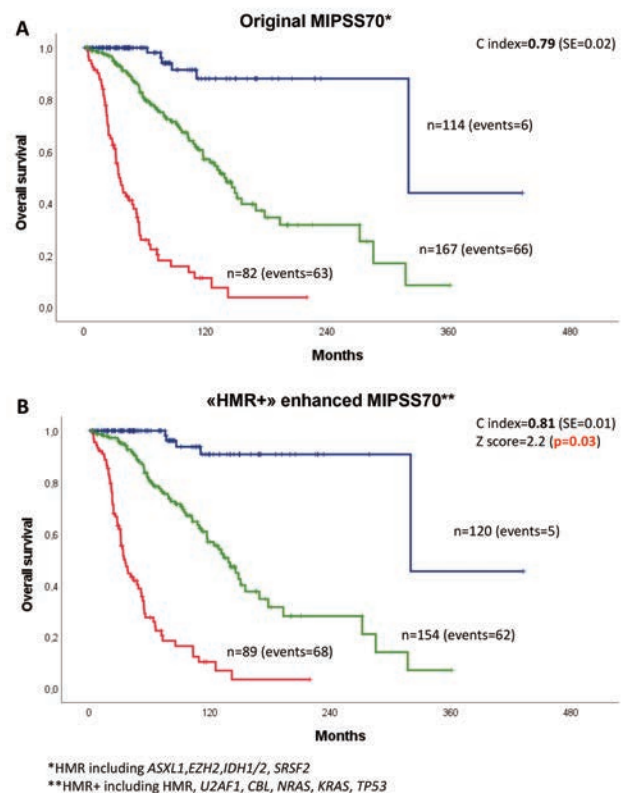 A
Original MIPSS70*
C index=0.79 (SE=0.02)
1,0
0,8
0,6
0,4
0,2
0,0
Overall survival
n=114 (events=6)
n=167 (events=66)
n=82 (events=63)
0
120
240
360
480
Months
B
«HMR+» enhanced MIPSS70**
C index=0.81 (SE=0.01)
Z score=2.2 (p=0.03)
1,0
0,8
0,6
0,4
0,2
0,0
Overall survival
n=120 (events=5)
n=154 (events=62)
n=89 (events=68)
0
120
240
360
480
Months
*HMR including ASXL1,EZH2,IDH1/2, SRSF2
**HMR+ including HMR, U2AF1, CBL, NRAS, KRAS, TP53